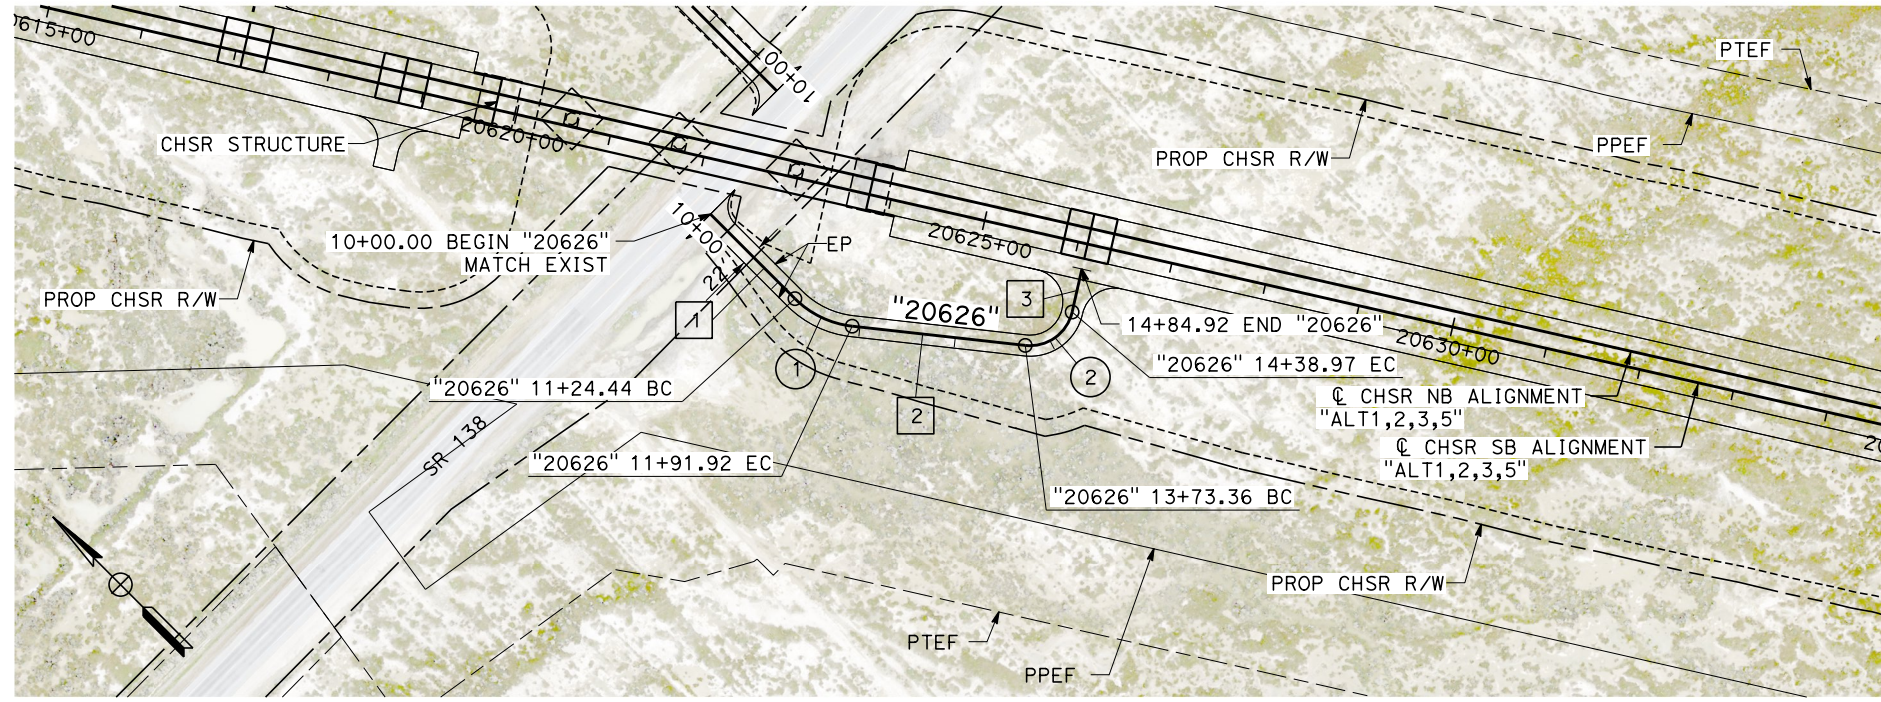 0615+00
10+00
PTEF
CHSR STRUCTURE
20620+00
PROP CHSR R/W
PPEF
10+00
10+00.00 BEGIN "20626"
MATCH EXIST
EP
20625+00
22
PROP CHSR R/W
1
3
"20626"
14+84.92 END "20626"
20630+00
"20626" 14+38.97 EC
1
2
"20626" 11+24.44 BC
2
℄ CHSR NB ALIGNMENT
"ALT1,2,3,5"
SR 138
℄ CHSR SB ALIGNMENT
"ALT1,2,3,5"
20
"20626" 11+91.92 EC
"20626" 13+73.36 BC
PROP CHSR R/W
PTEF
PPEF